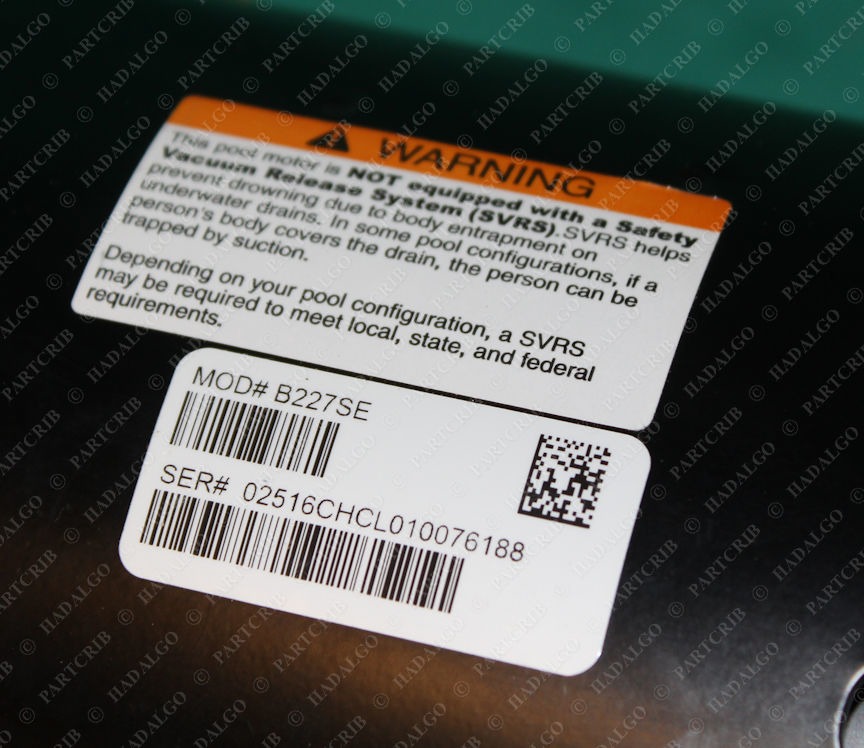 WARNING
This pool motor is NOT equipped with a Safety
Vacuum Release System (SVRS). SVRS helps
prevent drowning due to body entrapment on
underwater drains. In some pool configurations, if a
person's body covers the drain, the person can be
trapped by suction.
Depending on your pool configuration, a SVRS
may be required to meet local, state, and federal
requirements.
MOD# B227SE
SER# 02516CHCL010076188
© PARTCRIB
© HADALGO